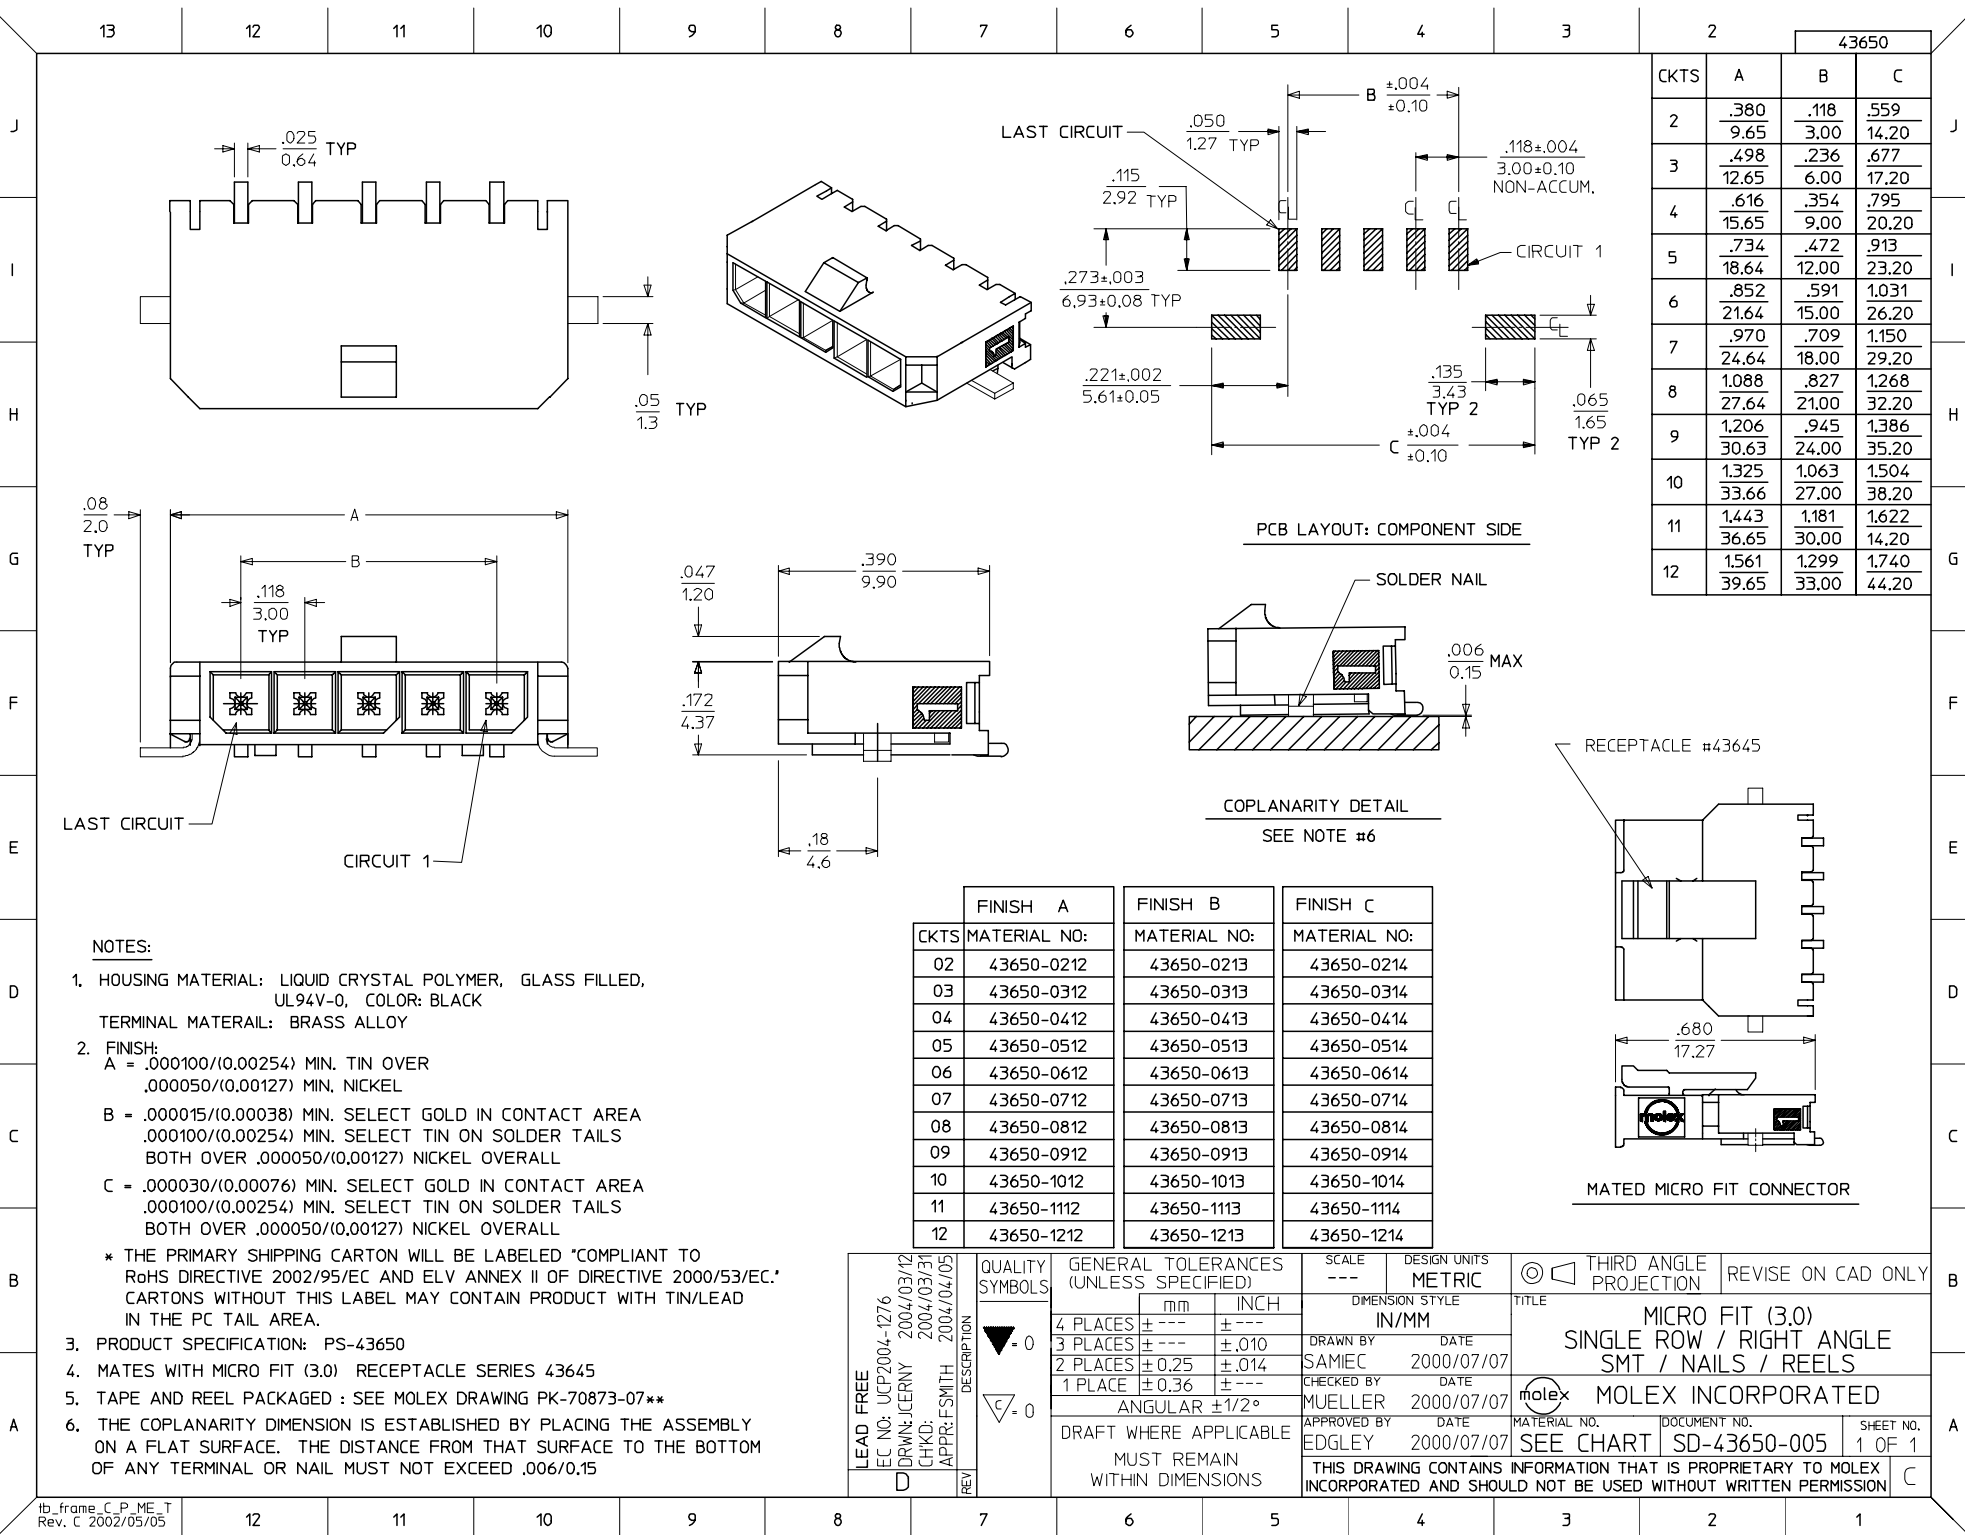 13 12 11 10 9 8 7 6 5 4 3 2
43650
J
I
H
G
F
E
D
C
B
A
CKTS A B C
2 .380 .118 .559
9.65 3.00 14.20
3 .498 .236 .677
12.65 6.00 17.20
4 .616 .354 .795
15.65 9.00 20.20
5 .734 .472 .913
18.64 12.00 23.20
6 .852 .591 1.031
21.64 15.00 26.20
7 .970 .709 1.150
24.64 18.00 29.20
8 1.088 .827 1.268
27.64 21.00 32.20
9 1.206 .945 1.386
30.63 24.00 35.20
10 1.325 1.063 1.504
33.66 27.00 38.20
11 1.443 1.181 1.622
36.65 30.00 14.20
12 1.561 1.299 1.740
39.65 33.00 44.20
.025
0.64 TYP
.05
1.3 TYP
LAST CIRCUIT
B ±.004
±0.10
.050
1.27 TYP
.118±.004
3.00±0.10
NON-ACCUM.
.115
2.92 TYP
CL CL CL
CIRCUIT 1
.273±.003
6.93±0.08 TYP
CL
.221±.002
5.61±0.05
.135
3.43
TYP 2
.065
1.65
TYP 2
C ±.004
±0.10
PCB LAYOUT: COMPONENT SIDE
.08
2.0
TYP
A
B
.118
3.00
TYP
LAST CIRCUIT
CIRCUIT 1
.047
1.20
.390
9.90
.172
4.37
.18
4.6
1
SOLDER NAIL
.006
0.15 MAX
COPLANARITY DETAIL
SEE NOTE #6
RECEPTACLE #43645
.680
17.27
molex
MATED MICRO FIT CONNECTOR
FINISH A FINISH B FINISH C
CKTS MATERIAL NO: MATERIAL NO: MATERIAL NO:
02 43650-0212 43650-0213 43650-0214
03 43650-0312 43650-0313 43650-0314
04 43650-0412 43650-0413 43650-0414
05 43650-0512 43650-0513 43650-0514
06 43650-0612 43650-0613 43650-0614
07 43650-0712 43650-0713 43650-0714
08 43650-0812 43650-0813 43650-0814
09 43650-0912 43650-0913 43650-0914
10 43650-1012 43650-1013 43650-1014
11 43650-1112 43650-1113 43650-1114
12 43650-1212 43650-1213 43650-1214
NOTES:
1. HOUSING MATERIAL: LIQUID CRYSTAL POLYMER, GLASS FILLED,
UL94V-0, COLOR: BLACK
TERMINAL MATERAIL: BRASS ALLOY
2. FINISH:
A = .000100/(0.00254) MIN. TIN OVER
.000050/(0.00127) MIN. NICKEL
B = .000015/(0.00038) MIN. SELECT GOLD IN CONTACT AREA
.000100/(0.00254) MIN. SELECT TIN ON SOLDER TAILS
BOTH OVER .000050/(0.00127) NICKEL OVERALL
C = .000030/(0.00076) MIN. SELECT GOLD IN CONTACT AREA
.000100/(0.00254) MIN. SELECT TIN ON SOLDER TAILS
BOTH OVER .000050/(0.00127) NICKEL OVERALL
* THE PRIMARY SHIPPING CARTON WILL BE LABELED "COMPLIANT TO
RoHS DIRECTIVE 2002/95/EC AND ELV ANNEX II OF DIRECTIVE 2000/53/EC."
CARTONS WITHOUT THIS LABEL MAY CONTAIN PRODUCT WITH TIN/LEAD
IN THE PC TAIL AREA.
3. PRODUCT SPECIFICATION: PS-43650
4. MATES WITH MICRO FIT (3.0) RECEPTACLE SERIES 43645
5. TAPE AND REEL PACKAGED : SEE MOLEX DRAWING PK-70873-07**
6. THE COPLANARITY DIMENSION IS ESTABLISHED BY PLACING THE ASSEMBLY
ON A FLAT SURFACE. THE DISTANCE FROM THAT SURFACE TO THE BOTTOM
OF ANY TERMINAL OR NAIL MUST NOT EXCEED .006/0.15
LEAD FREE
EC NO: UCP2004-1276
DRWN:JCERNY 2004/03/12
CH'KD: 2004/03/31
APPR:FSMITH 2004/04/05
D
REV DESCRIPTION
QUALITY
SYMBOLS
= 0
C = 0
GENERAL TOLERANCES
(UNLESS SPECIFIED)
mm INCH
4 PLACES ± --- ± ---
3 PLACES ± --- ± .010
2 PLACES ± 0.25 ± .014
1 PLACE ± 0.36 ± ---
ANGULAR ±1/2°
DRAFT WHERE APPLICABLE
MUST REMAIN
WITHIN DIMENSIONS
SCALE
---
DESIGN UNITS
METRIC
THIRD ANGLE
PROJECTION
REVISE ON CAD ONLY
DIMENSION STYLE
IN/MM
DRAWN BY DATE
SAMIEC 2000/07/07
CHECKED BY DATE
MUELLER 2000/07/07
APPROVED BY DATE
EDGLEY 2000/07/07
TITLE
MICRO FIT (3.0)
SINGLE ROW / RIGHT ANGLE
SMT / NAILS / REELS
molex MOLEX INCORPORATED
MATERIAL NO. DOCUMENT NO. SHEET NO.
SEE CHART SD-43650-005 1 OF 1
THIS DRAWING CONTAINS INFORMATION THAT IS PROPRIETARY TO MOLEX
INCORPORATED AND SHOULD NOT BE USED WITHOUT WRITTEN PERMISSION
C
tb_frame_C_P_ME_T
Rev. C 2002/05/05
12 11 10 9 8 7 6 5 4 3 2 1